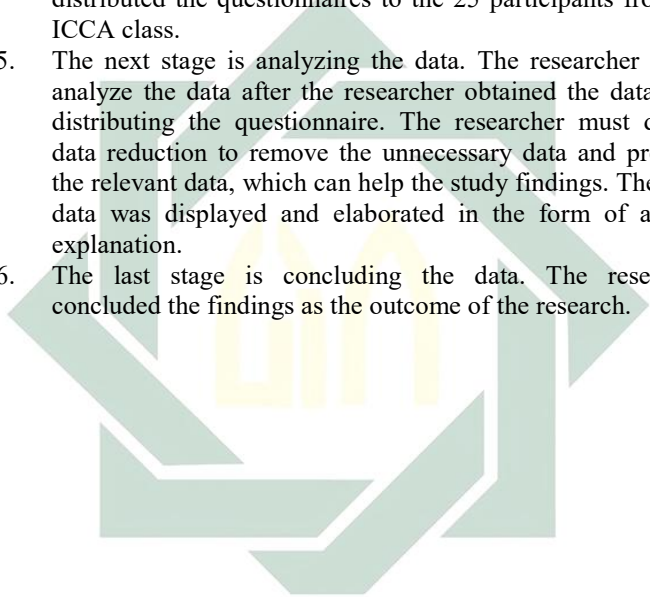 distributed the questionnaires to the 25 participants
ICCA class.
5. The next stage is analyzing the data. The researcher
analyze the data after the researcher obtained the data
distributing the questionnaire. The researcher must
data reduction to remove the unnecessary data and
the relevant data, which can help the study findings.
data was displayed and elaborated in the form of a
explanation.
6. The last stage is concluding the data. The
concluded the findings as the outcome of the research.